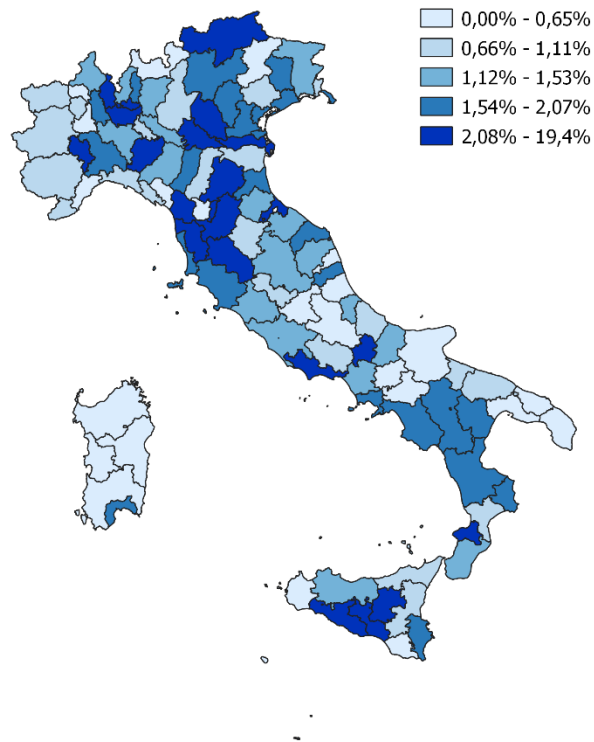 0,00% - 0,65%
0,66% - 1,11%
1,12% - 1,53%
1,54% - 2,07%
2,08% - 19,4%